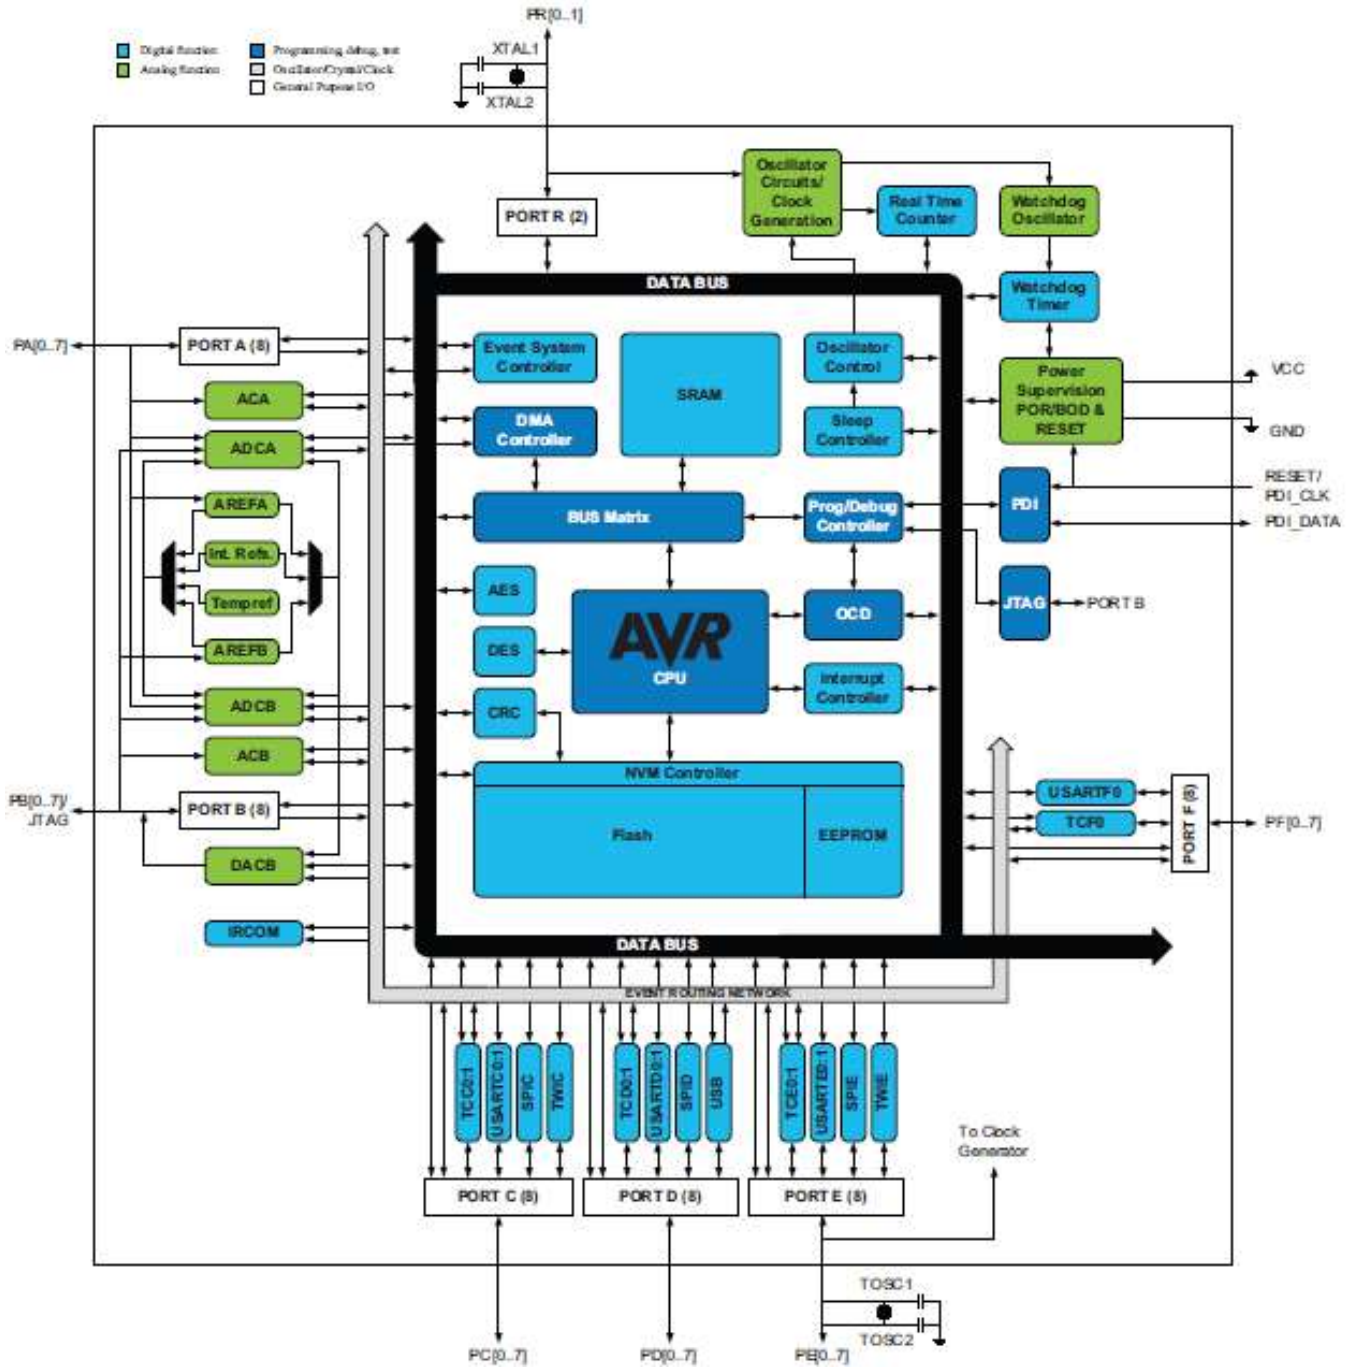 PR[0..1]
XTAL1
XTAL2
Digital function
Analog function
Programming, debug, test
Oscillator/Crystal/Clock
General Purpose I/O
Oscillator
Circuits/
Clock
Generation
Real Time
Counter
Watchdog
Oscillator
PORT R (2)
DATA BUS
Watchdog
Timer
PA[0..7]
PORT A (8)
Event System
Controller
SRAM
Oscillator
Control
Power
Supervision
POR/BOD &
RESET
VCC
GND
ACA
DMA
Controller
Sleep
Controller
ADCA
RESET/
PDI_CLK
PDI_DATA
AREFA
BUS Matrix
Prog/Debug
Controller
PDI
Int. Refs.
Tempref
AREFB
AES
AVR
CPU
OCD
JTAG
PORT B
DES
Interrupt
Controller
ADCB
CRC
ACB
NVM Controller
PB[0..7]/
JTAG
PORT B (8)
Flash
EEPROM
USARTF0
TCF0
PORT F (8)
PF[0..7]
DACB
IRCOM
DATA BUS
EVENT ROUTING NETWORK
TCC0:1
USARTC0:1
SPIC
TWIC
TCD0:1
USARTD0:1
SPID
USB
TCE0:1
USARTE0:1
SPIE
TWIE
To Clock
Generator
PORT C (8)
PORT D (8)
PORT E (8)
TOSC1
TOSC2
PC[0..7]
PD[0..7]
PE[0..7]